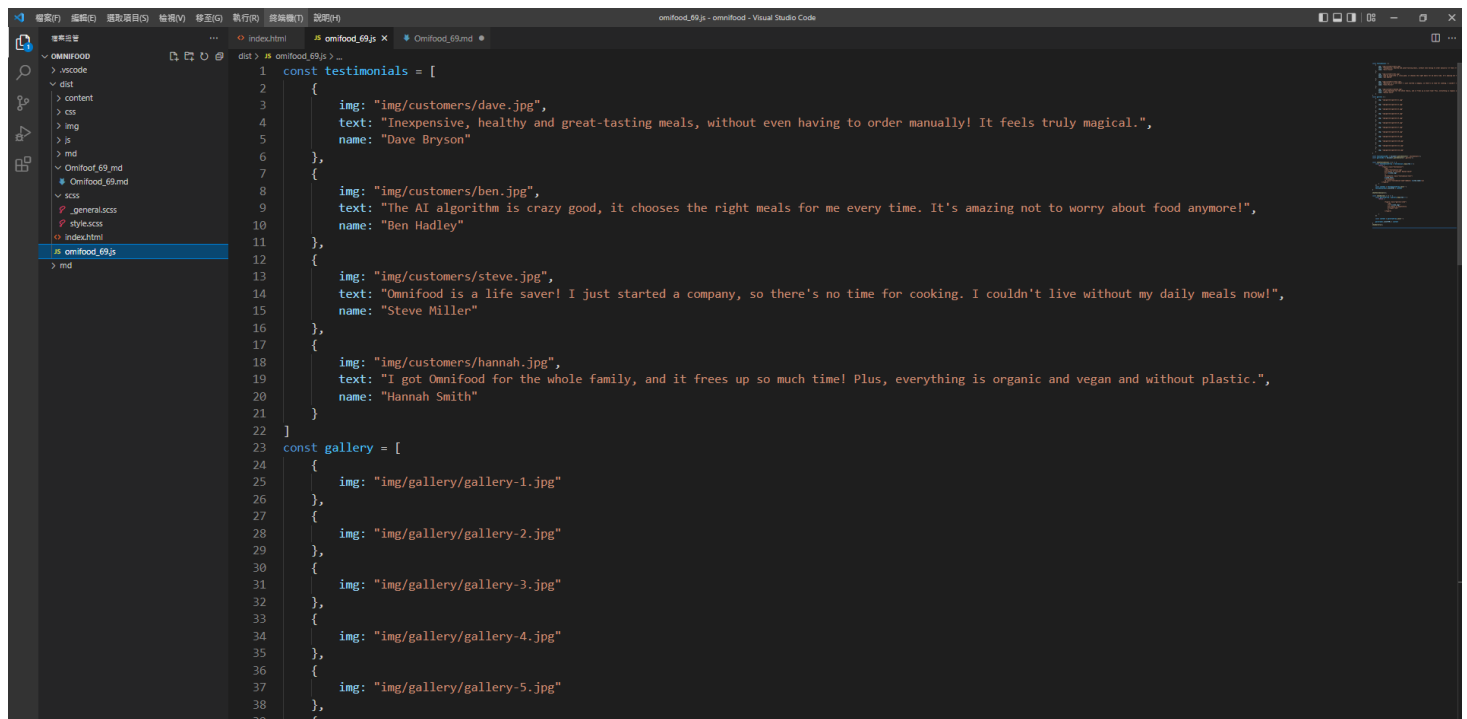 檔案(F) 編輯(E) 選取項目(S) 檢視(V) 移至(G) 執行(R) 終端機(T) 說明(H) omifood_69.js - omnifood - Visual Studio Code
檔案總管 ...
OMNIFOOD
> .vscode
dist
> content
> css
> img
> js
> md
Omifoof_69_md
Omifood_69.md
scss
_general.scss
style.scss
<> index.html
JS omifood_69.js
> md
<> index.html JS omifood_69.js × Omifood_69.md ●
dist > JS omifood_69.js > ...
1 const testimonials = [
2 {
3 img: "img/customers/dave.jpg",
4 text: "Inexpensive, healthy and great-tasting meals, without even having to order manually! It feels truly magical.",
5 name: "Dave Bryson"
6 },
7 {
8 img: "img/customers/ben.jpg",
9 text: "The AI algorithm is crazy good, it chooses the right meals for me every time. It's amazing not to worry about food anymore!",
10 name: "Ben Hadley"
11 },
12 {
13 img: "img/customers/steve.jpg",
14 text: "Omnifood is a life saver! I just started a company, so there's no time for cooking. I couldn't live without my daily meals now!",
15 name: "Steve Miller"
16 },
17 {
18 img: "img/customers/hannah.jpg",
19 text: "I got Omnifood for the whole family, and it frees up so much time! Plus, everything is organic and vegan and without plastic.",
20 name: "Hannah Smith"
21 }
22 ]
23 const gallery = [
24 {
25 img: "img/gallery/gallery-1.jpg"
26 },
27 {
28 img: "img/gallery/gallery-2.jpg"
29 },
30 {
31 img: "img/gallery/gallery-3.jpg"
32 },
33 {
34 img: "img/gallery/gallery-4.jpg"
35 },
36 {
37 img: "img/gallery/gallery-5.jpg"
38 },